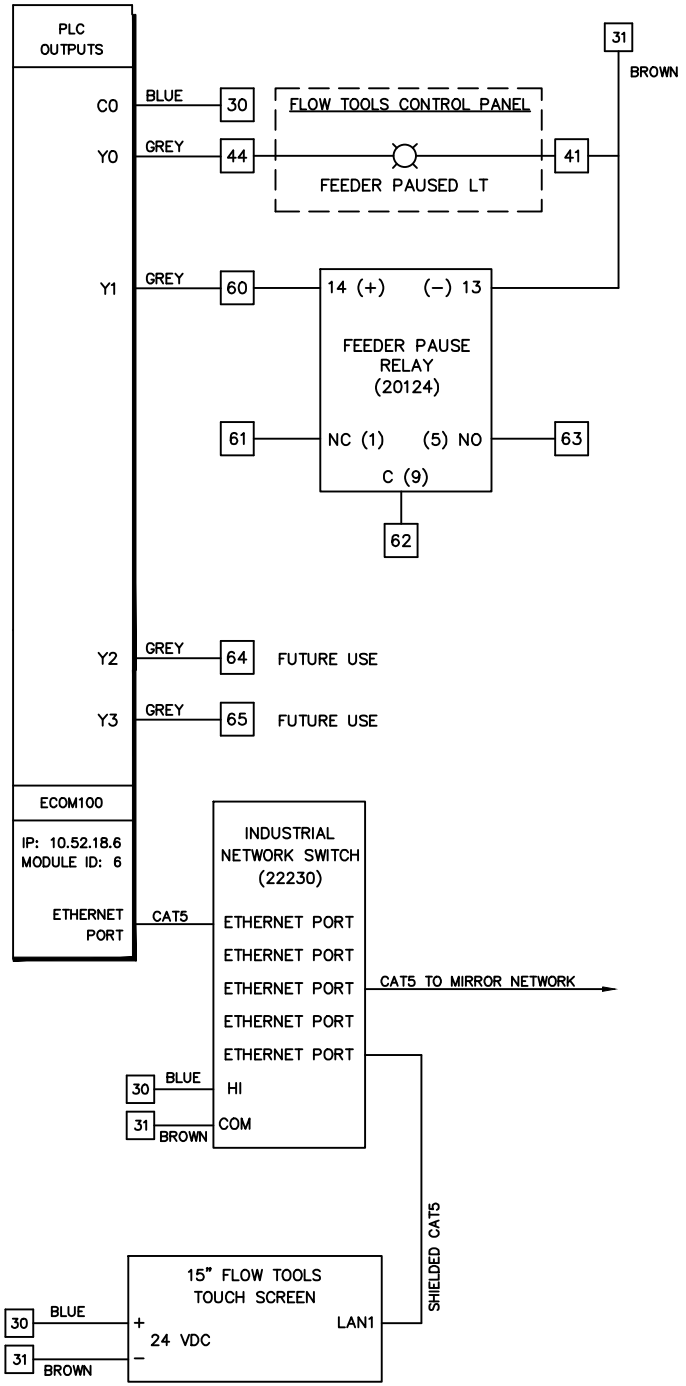 PLC
OUTPUTS
31
BROWN
C0
BLUE
30
FLOW TOOLS CONTROL PANEL
Y0
GREY
44
41
FEEDER PAUSED LT
Y1
GREY
60
14 (+)
(-) 13
FEEDER PAUSE
RELAY
(20124)
61
NC (1)
(5) NO
63
C (9)
62
Y2
GREY
64
FUTURE USE
Y3
GREY
65
FUTURE USE
ECOM100
IP: 10.52.18.6
MODULE ID: 6
ETHERNET
PORT
CAT5
INDUSTRIAL
NETWORK SWITCH
(22230)
ETHERNET PORT
ETHERNET PORT
ETHERNET PORT
CAT5 TO MIRROR NETWORK
ETHERNET PORT
ETHERNET PORT
30
BLUE
HI
31
BROWN
COM
SHIELDED CAT5
15" FLOW TOOLS
TOUCH SCREEN
30
BLUE
+
LAN1
24 VDC
31
BROWN
-